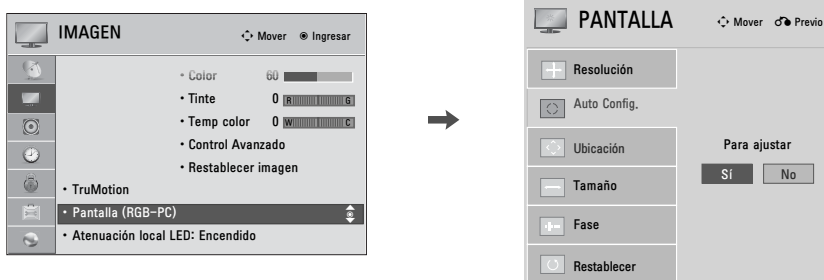 IMAGEN
Mover Ingresar
• Color 60
• Tinte 0 R G
• Temp color 0 W C
• Control Avanzado
• Restablecer imagen
• TruMotion
• Pantalla (RGB-PC)
• Atenuación local LED: Encendido
PANTALLA
Mover Previo
Resolución
Auto Config.
Ubicación
Tamaño
Fase
Restablecer
Para ajustar
Sí No